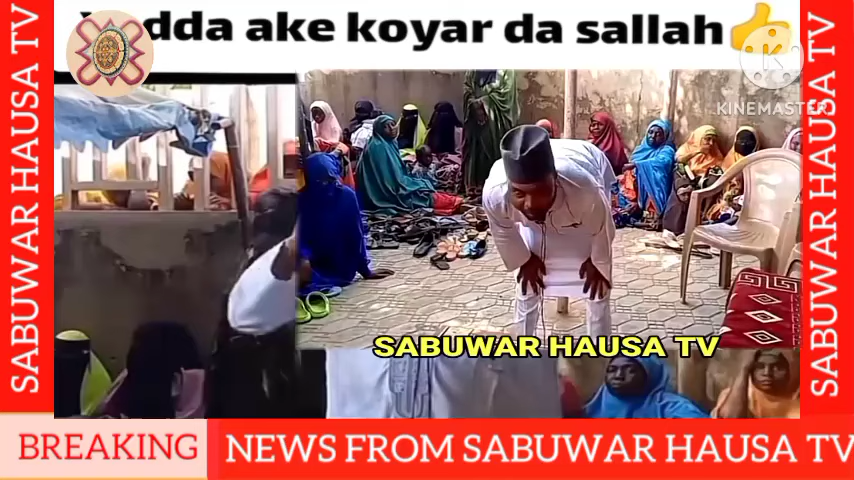 Yadda ake koyar da sallah👍
KINEMASTER
SABUWAR HAUSA TV
SABUWAR HAUSA TV
SABUWAR HAUSA TV
BREAKING NEWS FROM SABUWAR HAUSA TV